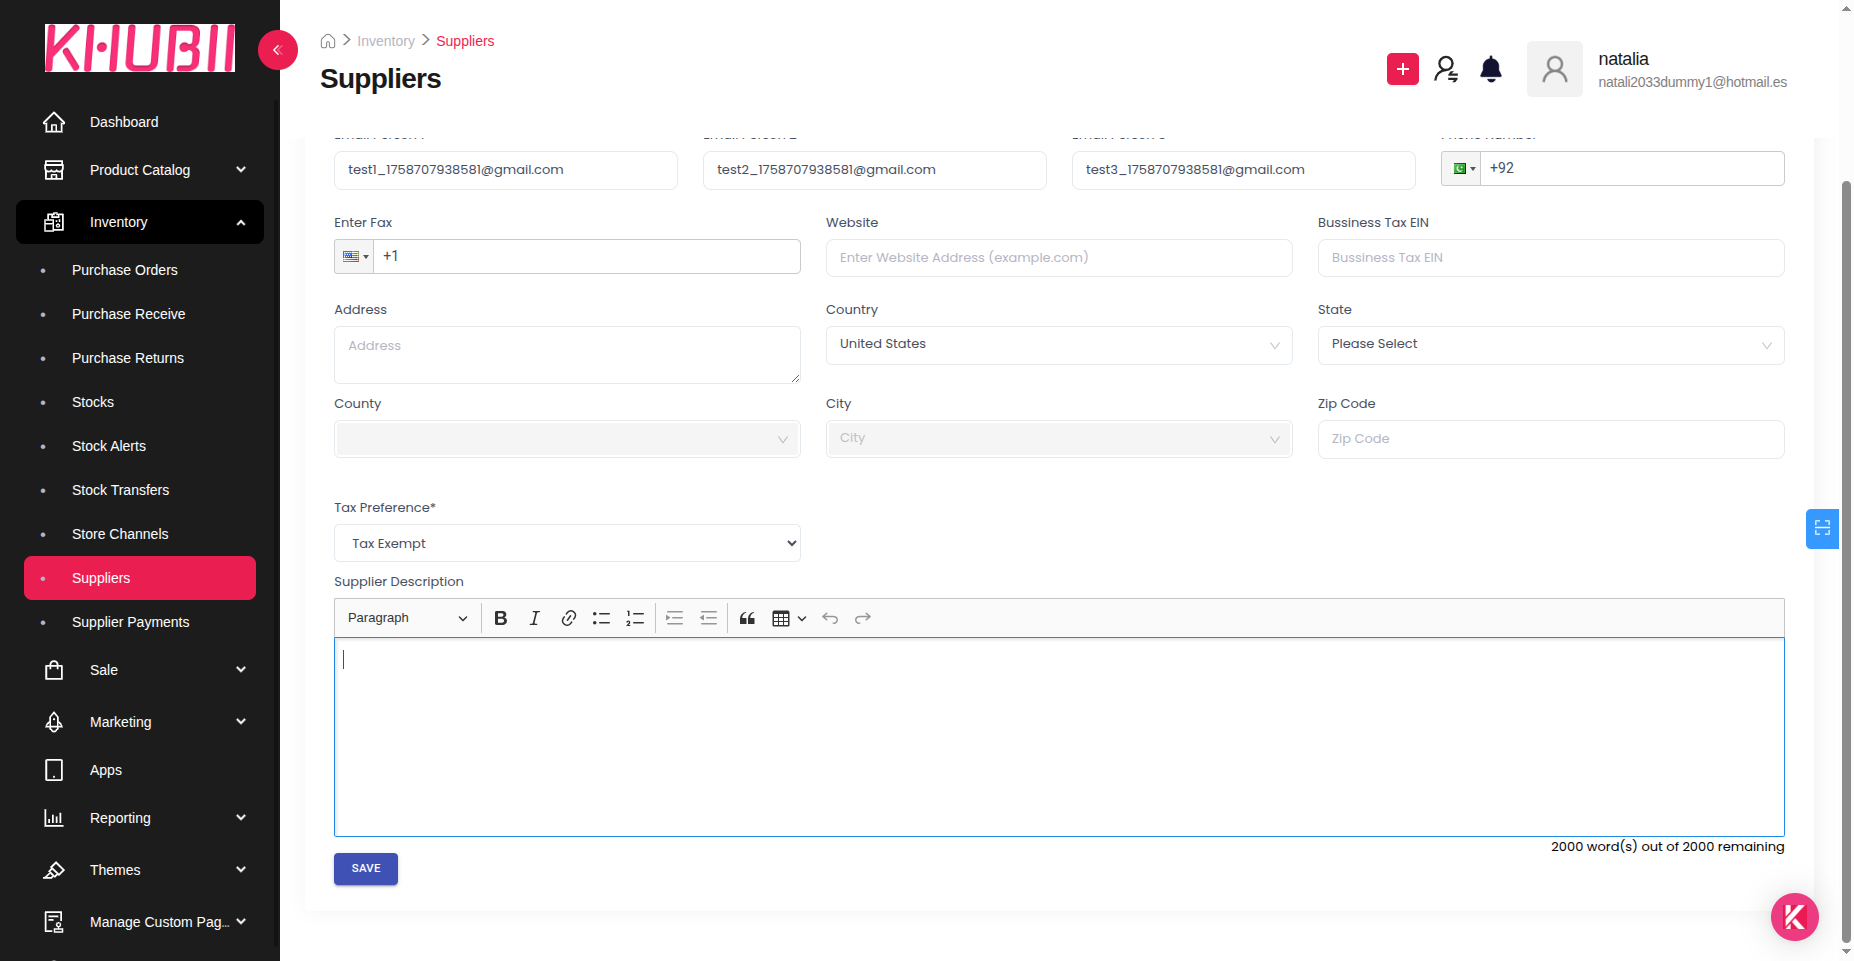 KHUBII
Inventory
Suppliers
Suppliers
natalia
natali2033dummy1@hotmail.es
Dashboard
Product Catalog
Inventory
Purchase Orders
Purchase Receive
Purchase Returns
Stocks
Stock Alerts
Stock Transfers
Store Channels
Suppliers
Supplier Payments
Sale
Marketing
Apps
Reporting
Themes
Manage Custom Pag...
test1_1758707938581@gmail.com
test2_1758707938581@gmail.com
test3_1758707938581@gmail.com
+92
Enter Fax
Website
Bussiness Tax EIN
+1
Enter Website Address (example.com)
Bussiness Tax EIN
Address
Country
State
Address
United States
Please Select
County
City
Zip Code
City
Zip Code
Tax Preference*
Tax Exempt
Supplier Description
Paragraph
2000 word(s) out of 2000 remaining
SAVE